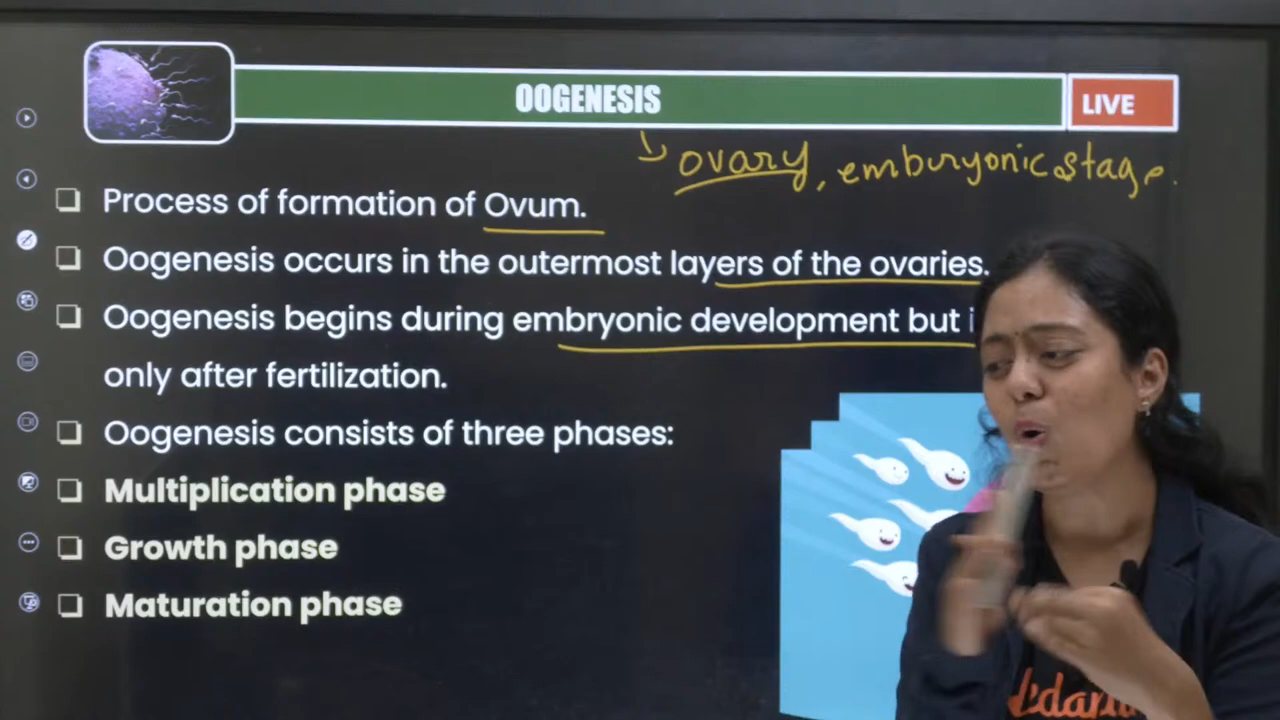 OOGENESIS
LIVE
ovary, embryonic stage.
Process of formation of Ovum.
Oogenesis occurs in the outermost layers of the ovaries.
Oogenesis begins during embryonic development but
only after fertilization.
Oogenesis consists of three phases:
Multiplication phase
Growth phase
Maturation phase